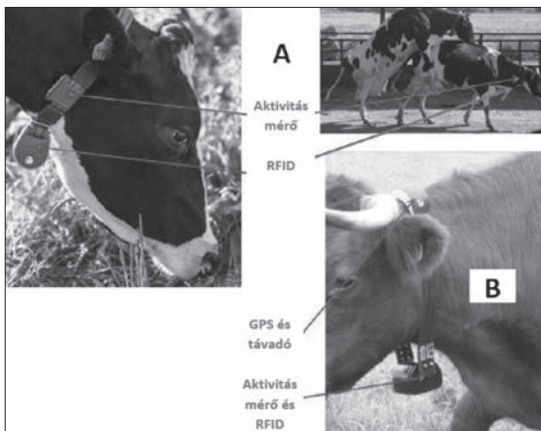 A
Aktivitás
mérő
RFID
B
GPS és
távadó
Aktivitás
mérő és
RFID